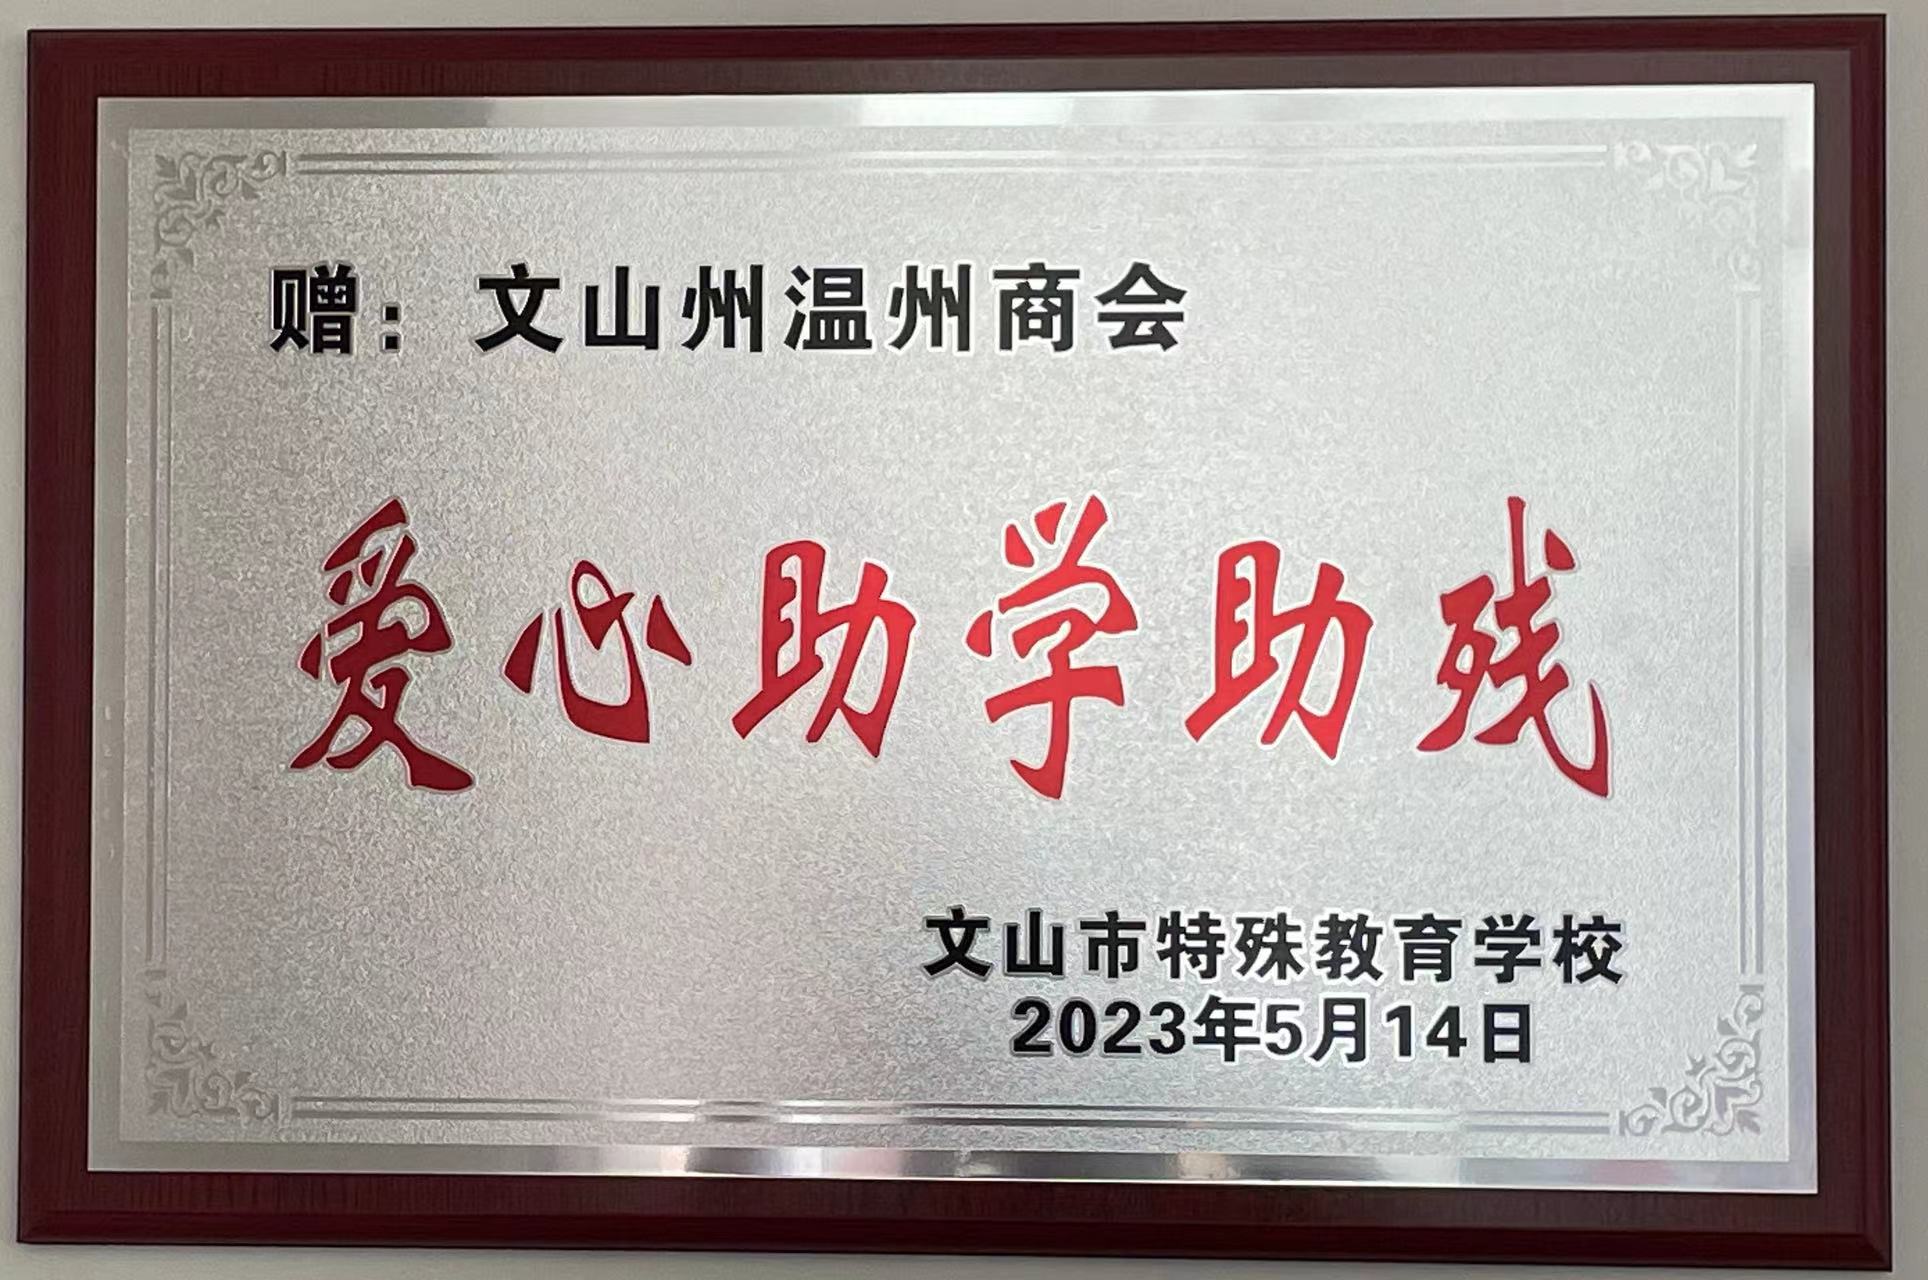 赠：文山州温州商会
爱心助学助残
文山市特殊教育学校
2023年5月14日